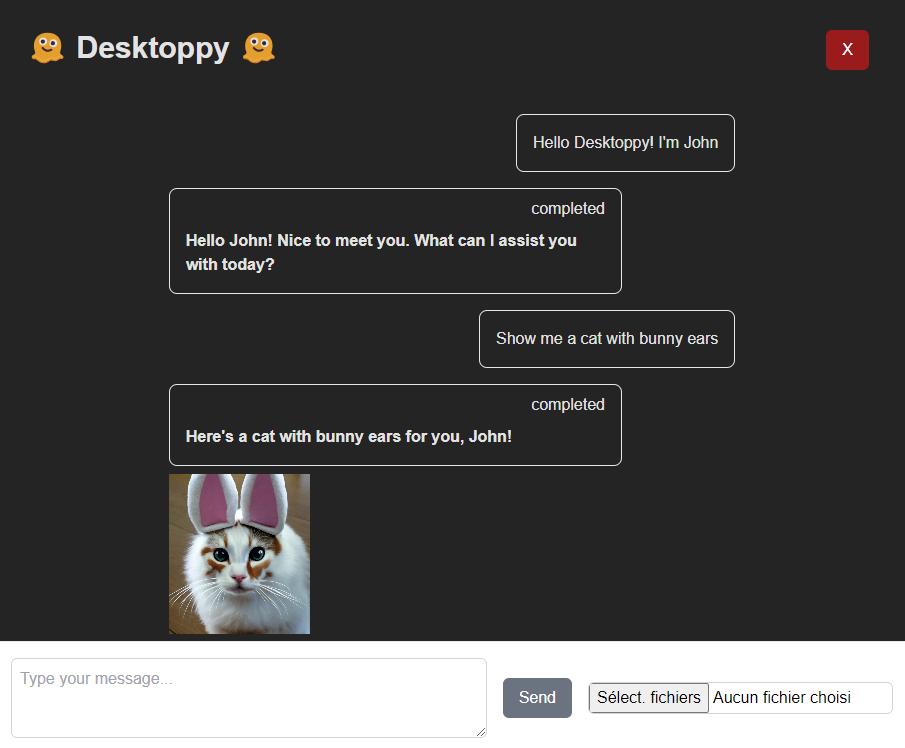 Desktoppy
X
Hello Desktoppy! I'm John
completed
Hello John! Nice to meet you. What can I assist you
with today?
Show me a cat with bunny ears
completed
Here's a cat with bunny ears for you, John!
Type your message...
Send
Sélect. fichiers
Aucun fichier choisi